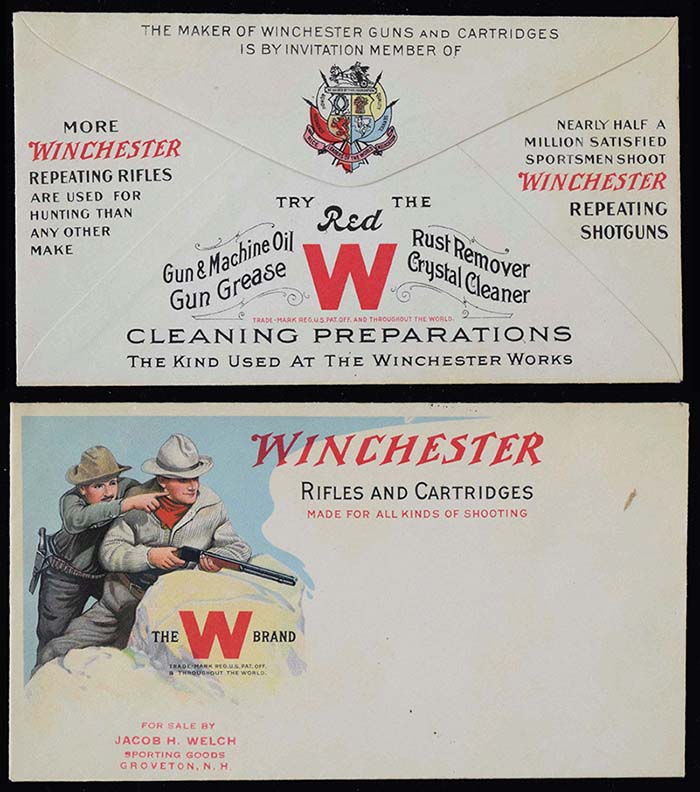 THE MAKER OF WINCHESTER GUNS AND CARTRIDGES
IS BY INVITATION MEMBER OF
MORE
WINCHESTER
REPEATING RIFLES
ARE USED FOR
HUNTING THAN
ANY OTHER
MAKE
NEARLY HALF A
MILLION SATISFIED
SPORTSMEN SHOOT
WINCHESTER
REPEATING
SHOTGUNS
TRY THE
Red
W
Gun & Machine Oil
Gun Grease
Rust Remover
Crystal Cleaner
TRADE-MARK REG. U.S. PAT. OFF. AND THROUGHOUT THE WORLD.
CLEANING PREPARATIONS
THE KIND USED AT THE WINCHESTER WORKS
WINCHESTER
RIFLES AND CARTRIDGES
MADE FOR ALL KINDS OF SHOOTING
THE W BRAND
TRADE-MARK REG. U.S. PAT. OFF.
& THROUGHOUT THE WORLD.
FOR SALE BY
JACOB H. WELCH
SPORTING GOODS
GROVETON, N. H.